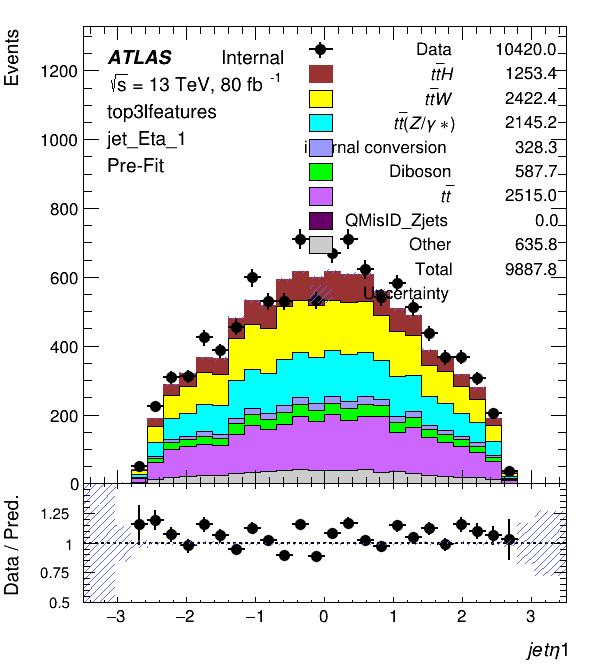 Events
ATLAS Internal
√s = 13 TeV, 80 fb⁻¹
top3lfeatures
jet_Eta_1
Pre-Fit
Data 10420.0
tt̄H 1253.4
tt̄W 2422.4
tt̄(Z/γ*) 2145.2
internal conversion 328.3
Diboson 587.7
tt̄ 2515.0
QMisID_Zjets 0.0
Other 635.8
Total 9887.8
Uncertainty
1200
1000
800
600
400
200
0
Data / Pred.
1.25
1
0.75
0.5
−3 −2 −1 0 1 2 3
jetη1